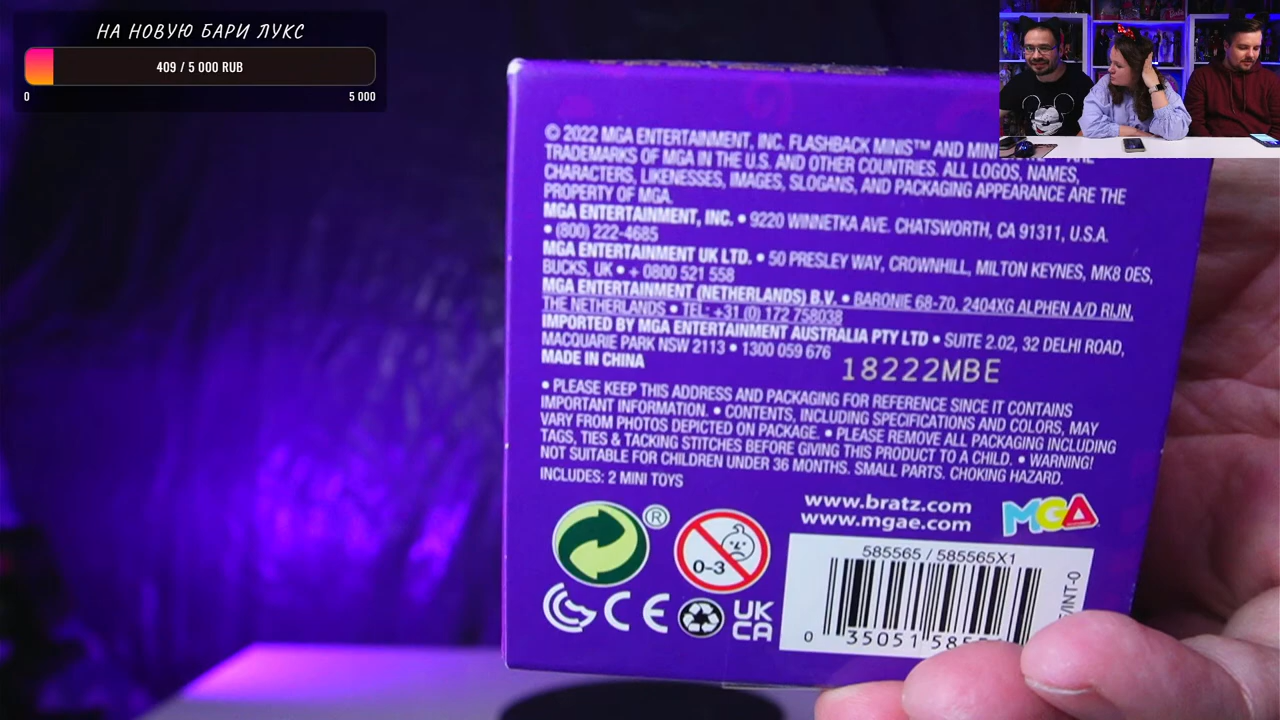 НА НОВУЮ БАРИ ЛУКС
409 / 5 000 RUB
0
5 000
© 2022 MGA ENTERTAINMENT, INC. FLASHBACK MINIS™ AND
TRADEMARKS OF MGA IN THE U.S. AND OTHER COUNTRIES. ALL LOGOS, NAMES,
CHARACTERS, LIKENESSES, IMAGES, SLOGANS, AND PACKAGING APPEARANCE ARE THE
PROPERTY OF MGA.
MGA ENTERTAINMENT, INC. • 9220 WINNETKA AVE. CHATSWORTH, CA 91311, U.S.A.
• (800) 222-4685
MGA ENTERTAINMENT UK LTD. • 50 PRESLEY WAY, CROWNHILL, MILTON KEYNES, MK8 0ES,
BUCKS, UK • + 0800 521 558
MGA ENTERTAINMENT (NETHERLANDS) B.V. • BARONIE 68-70, 2404XG ALPHEN A/D RIJN,
THE NETHERLANDS • TEL: +31 (0) 172 758038
IMPORTED BY MGA ENTERTAINMENT AUSTRALIA PTY LTD • SUITE 2.02, 32 DELHI ROAD,
MACQUARIE PARK NSW 2113 • 1300 059 676
MADE IN CHINA
18222MBE
• PLEASE KEEP THIS ADDRESS AND PACKAGING FOR REFERENCE SINCE IT CONTAINS
IMPORTANT INFORMATION. • CONTENTS, INCLUDING SPECIFICATIONS AND COLORS, MAY
VARY FROM PHOTOS DEPICTED ON PACKAGE. • PLEASE REMOVE ALL PACKAGING INCLUDING
TAGS, TIES & TACKING STITCHES BEFORE GIVING THIS PRODUCT TO A CHILD. • WARNING!
NOT SUITABLE FOR CHILDREN UNDER 36 MONTHS. SMALL PARTS. CHOKING HAZARD.
INCLUDES: 2 MINI TOYS
www.bratz.com
www.mgae.com
MGA
®
0-3
CE
UK
CA
585565 / 585565X1
0 35051 585
/INT-0